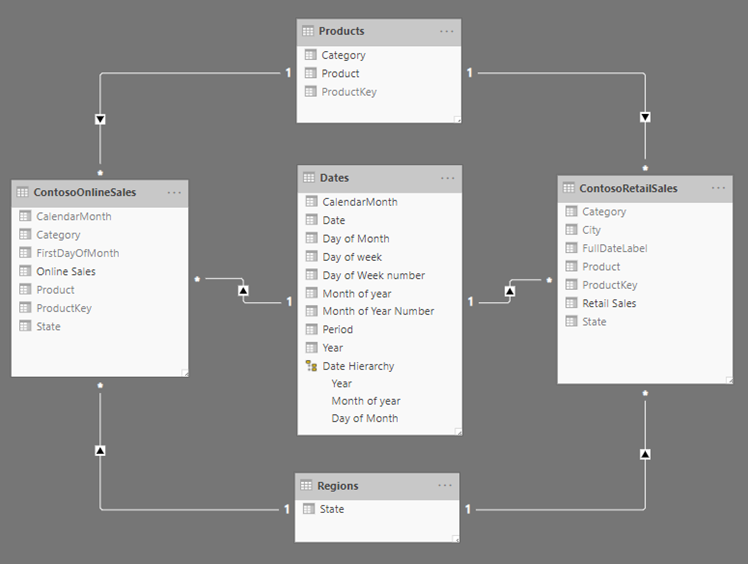 Products
Category
Product
ProductKey
1
1
*
*
ContosoOnlineSales
CalendarMonth
Category
FirstDayOfMonth
Online Sales
Product
ProductKey
State
*
1
Dates
CalendarMonth
Date
Day of Month
Day of week
Day of Week number
Month of year
Month of Year Number
Period
Year
Date Hierarchy
Year
Month of year
Day of Month
1
*
ContosoRetailSales
Category
City
FullDateLabel
Product
ProductKey
Retail Sales
State
*
*
Regions
State
1
1